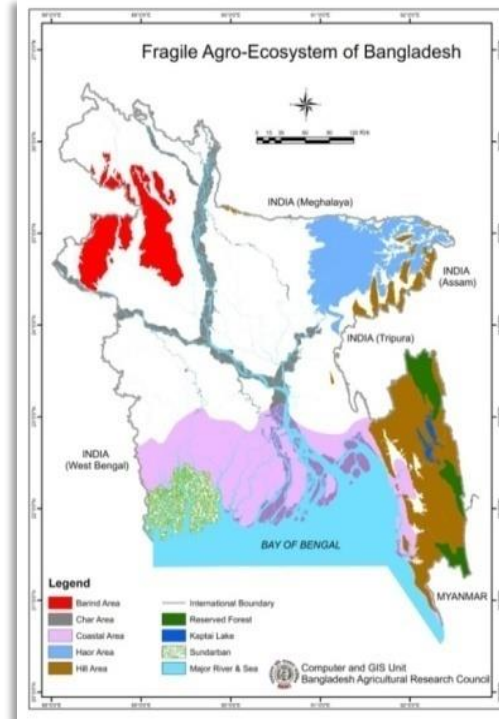 Fragile Agro-Ecosystem of Bangladesh
INDIA (Meghalaya)
INDIA
(Assam)
INDIA (Tripura)
INDIA
(West Bengal)
BAY OF BENGAL
MYANMAR
Legend
Barind Area
Char Area
Coastal Area
Haor Area
Hill Area
International Boundary
Reserved Forest
Kaptai Lake
Sundarban
Major River & Sea
Computer and GIS Unit
Bangladesh Agricultural Research Council